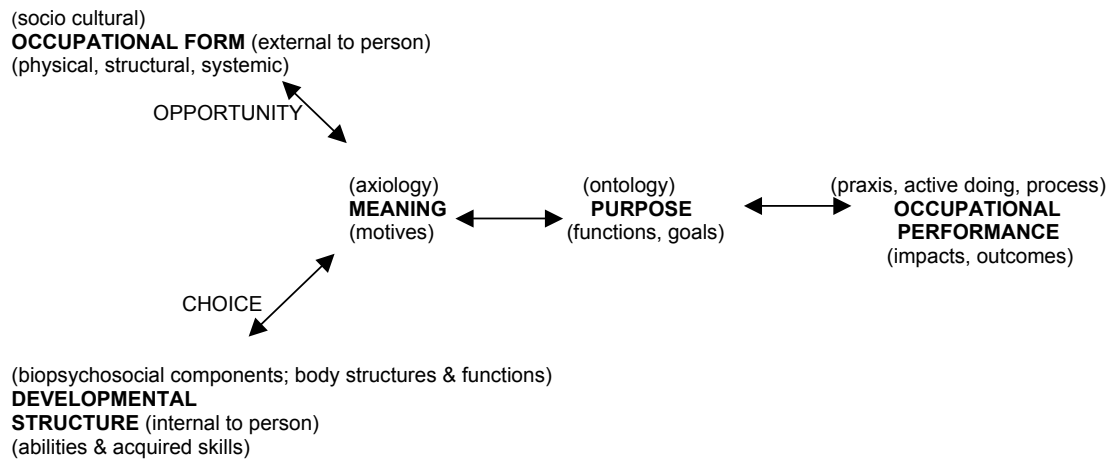 (socio cultural)
OCCUPATIONAL FORM (external to person)
(physical, structural, systemic)
OPPORTUNITY
(axiology)
MEANING
(motives)
(ontology)
PURPOSE
(functions, goals)
(praxis, active doing, process)
OCCUPATIONAL
PERFORMANCE
(impacts, outcomes)
CHOICE
(biopsychosocial components; body structures & functions)
DEVELOPMENTAL
STRUCTURE (internal to person)
(abilities & acquired skills)